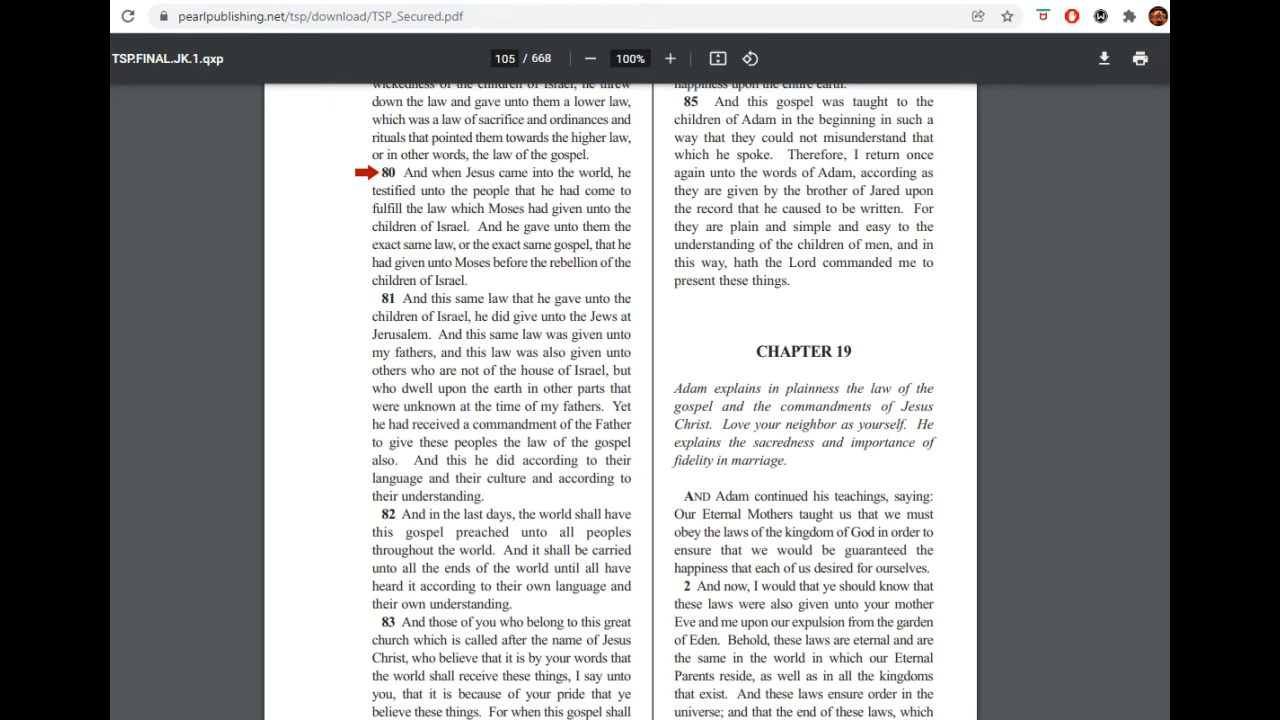 pearlpublishing.net/tsp/download/TSP_Secured.pdf
TSP.FINAL.JK.1.qxp
105 / 668
100%
wickedness of the children of Israel, he threw
down the law and gave unto them a lower law,
which was a law of sacrifice and ordinances and
rituals that pointed them towards the higher law,
or in other words, the law of the gospel.
80 And when Jesus came into the world, he
testified unto the people that he had come to
fulfill the law which Moses had given unto the
children of Israel. And he gave unto them the
exact same law, or the exact same gospel, that he
had given unto Moses before the rebellion of the
children of Israel.
81 And this same law that he gave unto the
children of Israel, he did give unto the Jews at
Jerusalem. And this same law was given unto
my fathers, and this law was also given unto
others who are not of the house of Israel, but
who dwell upon the earth in other parts that
were unknown at the time of my fathers. Yet
he had received a commandment of the Father
to give these peoples the law of the gospel
also. And this he did according to their
language and their culture and according to
their understanding.
82 And in the last days, the world shall have
this gospel preached unto all peoples
throughout the world. And it shall be carried
unto all the ends of the world until all have
heard it according to their own language and
their own understanding.
83 And those of you who belong to this great
church which is called after the name of Jesus
Christ, who believe that it is by your words that
the world shall receive these things, I say unto
you, that it is because of your pride that ye
believe these things. For when this gospel shall
happiness upon the entire earth.
85 And this gospel was taught to the
children of Adam in the beginning in such a
way that they could not misunderstand that
which he spoke. Therefore, I return once
again unto the words of Adam, according as
they are given by the brother of Jared upon
the record that he caused to be written. For
they are plain and simple and easy to the
understanding of the children of men, and in
this way, hath the Lord commanded me to
present these things.
CHAPTER 19
Adam explains in plainness the law of the
gospel and the commandments of Jesus
Christ. Love your neighbor as yourself. He
explains the sacredness and importance of
fidelity in marriage.
AND Adam continued his teachings, saying:
Our Eternal Mothers taught us that we must
obey the laws of the kingdom of God in order to
ensure that we would be guaranteed the
happiness that each of us desired for ourselves.
2 And now, I would that ye should know that
these laws were also given unto your mother
Eve and me upon our expulsion from the garden
of Eden. Behold, these laws are eternal and are
the same in the world in which our Eternal
Parents reside, as well as in all the kingdoms
that exist. And these laws ensure order in the
universe; and that the end of these laws, which